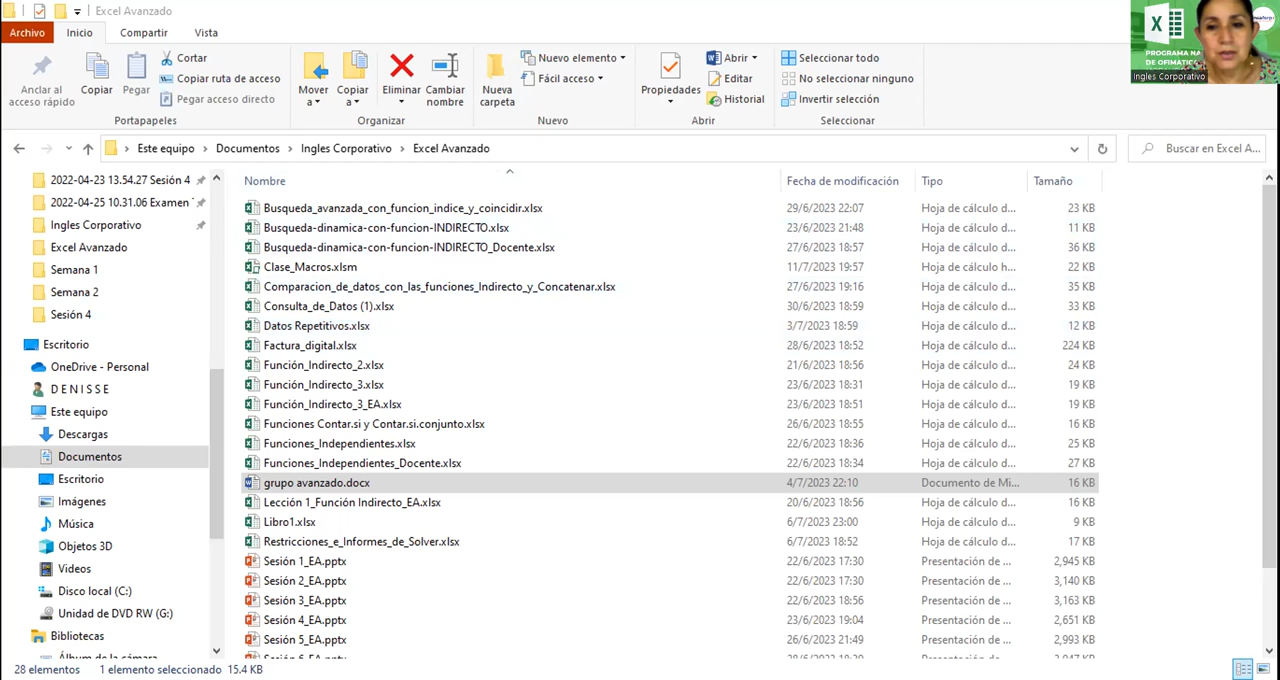 Excel Avanzado
Archivo Inicio Compartir Vista
Anclar al acceso rápido
Copiar
Pegar
Cortar
Copiar ruta de acceso
Pegar acceso directo
Portapapeles
Mover a
Copiar a
Eliminar
Cambiar nombre
Organizar
Nueva carpeta
Nuevo elemento
Fácil acceso
Nuevo
Propiedades
Abrir
Editar
Historial
Abrir
Seleccionar todo
No seleccionar ninguno
Invertir selección
Seleccionar
PROGRAMA NA
DE OFIMATIC
Ingles Corporativo
Este equipo > Documentos > Ingles Corporativo > Excel Avanzado
Buscar en Excel A...
2022-04-23 13.54.27 Sesión 4
2022-04-25 10.31.06 Examen
Ingles Corporativo
Excel Avanzado
Semana 1
Semana 2
Sesión 4
Escritorio
OneDrive - Personal
D E N I S S E
Este equipo
Descargas
Documentos
Escritorio
Imágenes
Música
Objetos 3D
Videos
Disco local (C:)
Unidad de DVD RW (G:)
Bibliotecas
Álbum de la cámara
Nombre Fecha de modificación Tipo Tamaño
Busqueda_avanzada_con_funcion_indice_y_coincidir.xlsx 29/6/2023 22:07 Hoja de cálculo d... 23 KB
Busqueda-dinamica-con-funcion-INDIRECTO.xlsx 23/6/2023 21:48 Hoja de cálculo d... 11 KB
Busqueda-dinamica-con-funcion-INDIRECTO_Docente.xlsx 27/6/2023 18:57 Hoja de cálculo d... 36 KB
Clase_Macros.xlsm 11/7/2023 19:57 Hoja de cálculo h... 22 KB
Comparacion_de_datos_con_las_funciones_Indirecto_y_Concatenar.xlsx 27/6/2023 19:16 Hoja de cálculo d... 35 KB
Consulta_de_Datos (1).xlsx 30/6/2023 18:59 Hoja de cálculo d... 33 KB
Datos Repetitivos.xlsx 3/7/2023 18:59 Hoja de cálculo d... 12 KB
Factura_digital.xlsx 28/6/2023 18:52 Hoja de cálculo d... 224 KB
Función_Indirecto_2.xlsx 21/6/2023 18:56 Hoja de cálculo d... 24 KB
Función_Indirecto_3.xlsx 23/6/2023 18:31 Hoja de cálculo d... 19 KB
Función_Indirecto_3_EA.xlsx 23/6/2023 18:51 Hoja de cálculo d... 19 KB
Funciones Contar.si y Contar.si.conjunto.xlsx 26/6/2023 18:55 Hoja de cálculo d... 16 KB
Funciones_Independientes.xlsx 22/6/2023 18:36 Hoja de cálculo d... 25 KB
Funciones_Independientes_Docente.xlsx 22/6/2023 18:34 Hoja de cálculo d... 27 KB
grupo avanzado.docx 4/7/2023 22:10 Documento de Mi... 16 KB
Lección 1_Función Indirecto_EA.xlsx 20/6/2023 18:56 Hoja de cálculo d... 16 KB
Libro1.xlsx 6/7/2023 23:00 Hoja de cálculo d... 9 KB
Restricciones_e_Informes_de_Solver.xlsx 6/7/2023 18:52 Hoja de cálculo d... 17 KB
Sesión 1_EA.pptx 22/6/2023 17:30 Presentación de ... 2,945 KB
Sesión 2_EA.pptx 22/6/2023 17:30 Presentación de ... 3,140 KB
Sesión 3_EA.pptx 22/6/2023 18:56 Presentación de ... 3,163 KB
Sesión 4_EA.pptx 23/6/2023 19:04 Presentación de ... 2,651 KB
Sesión 5_EA.pptx 26/6/2023 21:49 Presentación de ... 2,993 KB
28 elementos 1 elemento seleccionado 15.4 KB